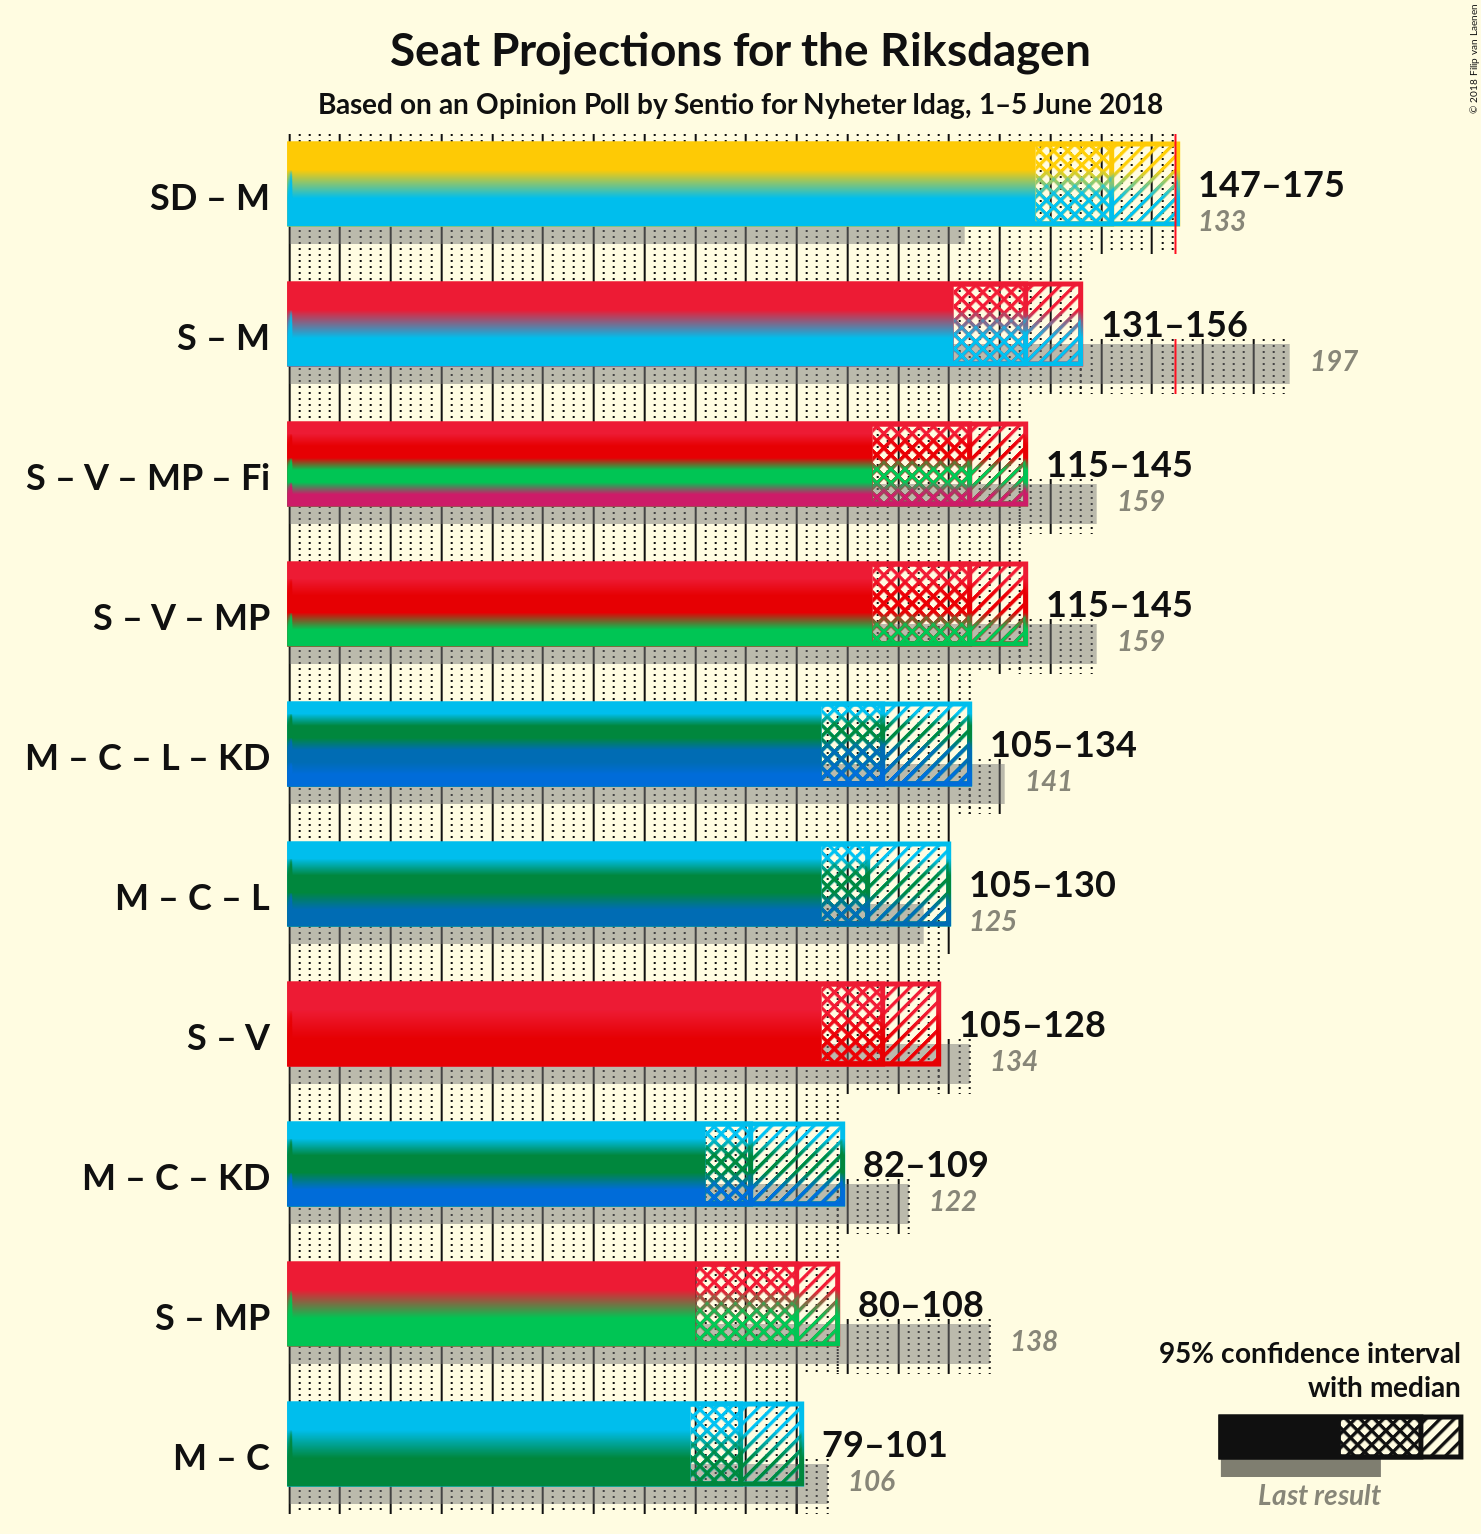 Seat Projections for the Riksdagen
Based on an Opinion Poll by Sentio for Nyheter Idag, 1–5 June 2018
© 2018 Filip van Laenen
SD – M
147–175
133
S – M
131–156
197
S – V – MP – Fi
115–145
159
S – V – MP
115–145
159
M – C – L – KD
105–134
141
M – C – L
105–130
125
S – V
105–128
134
M – C – KD
82–109
122
S – MP
80–108
138
M – C
79–101
106
95% confidence interval
with median
Last result